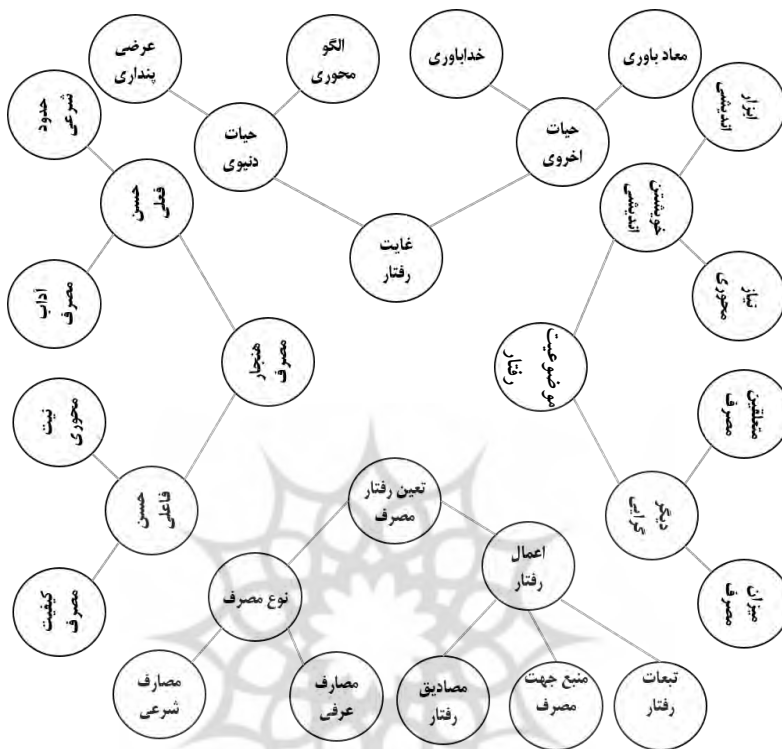 عرضی
پنداری
الگو
محوری
حیات
دنیوی
خداباوری
معاد باوری
حیات
اخروی
غایت
رفتار
ابزار
اندیشی
خویشتن
اندیشی
نیاز
محوری
موضوعیت
رفتار
متعلقین
مصرف
دیگر
گرایی
میزان
مصرف
حدود
شرعی
حسن
فعلی
آداب
مصرف
هنجار
مصرف
نیت
محوری
حسن
فاعلی
کیفیت
مصرف
تعین رفتار
مصرف
اعمال
رفتار
نوع مصرف
تبعات
رفتار
منبع جهت
مصرف
مصادیق
رفتار
مصارف
عرفی
مصارف
شرعی